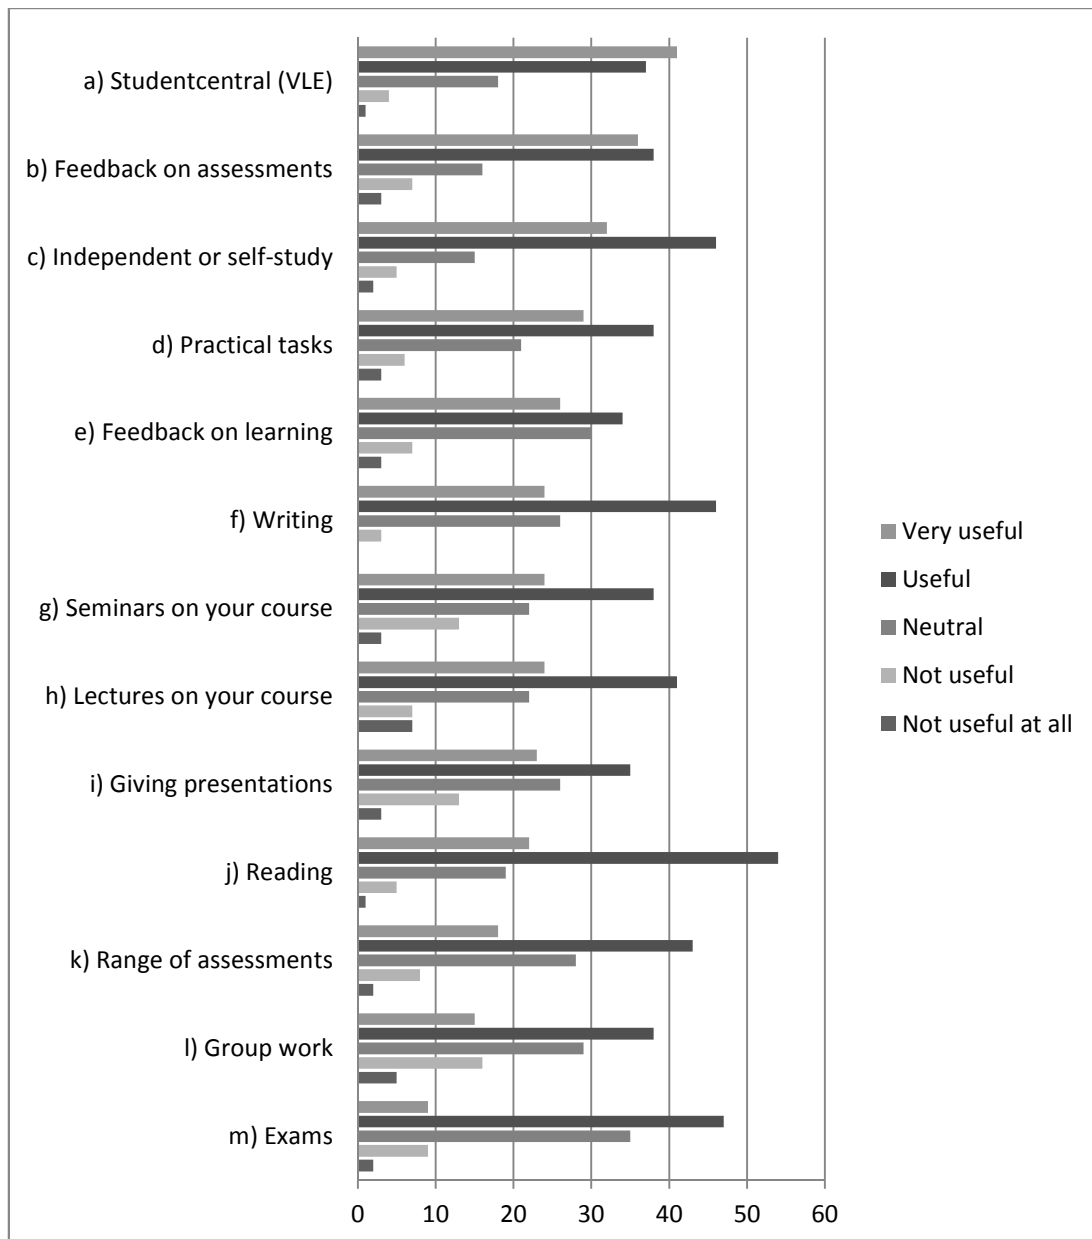 a) Studentcentral (VLE)
b) Feedback on assessments
c) Independent or self-study
d) Practical tasks
e) Feedback on learning
f) Writing
g) Seminars on your course
h) Lectures on your course
i) Giving presentations
j) Reading
k) Range of assessments
l) Group work
m) Exams
0 10 20 30 40 50 60
Very useful
Useful
Neutral
Not useful
Not useful at all